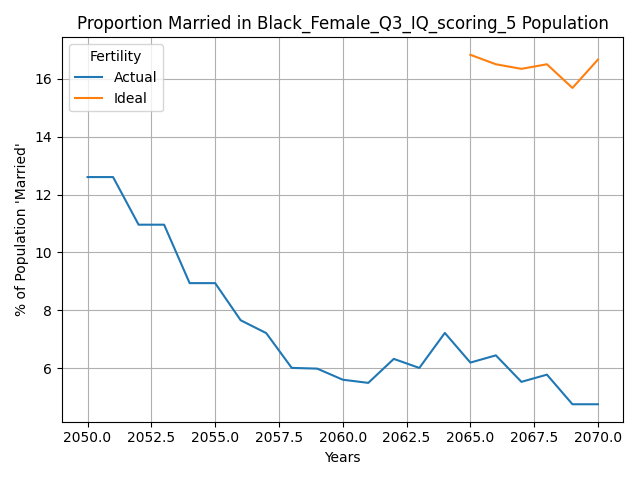 Proportion Married in Black_Female_Q3_IQ_scoring_5 Population
Fertility
Actual
Ideal
% of Population 'Married'
16
14
12
10
8
6
2050.0 2052.5 2055.0 2057.5 2060.0 2062.5 2065.0 2067.5 2070.0
Years